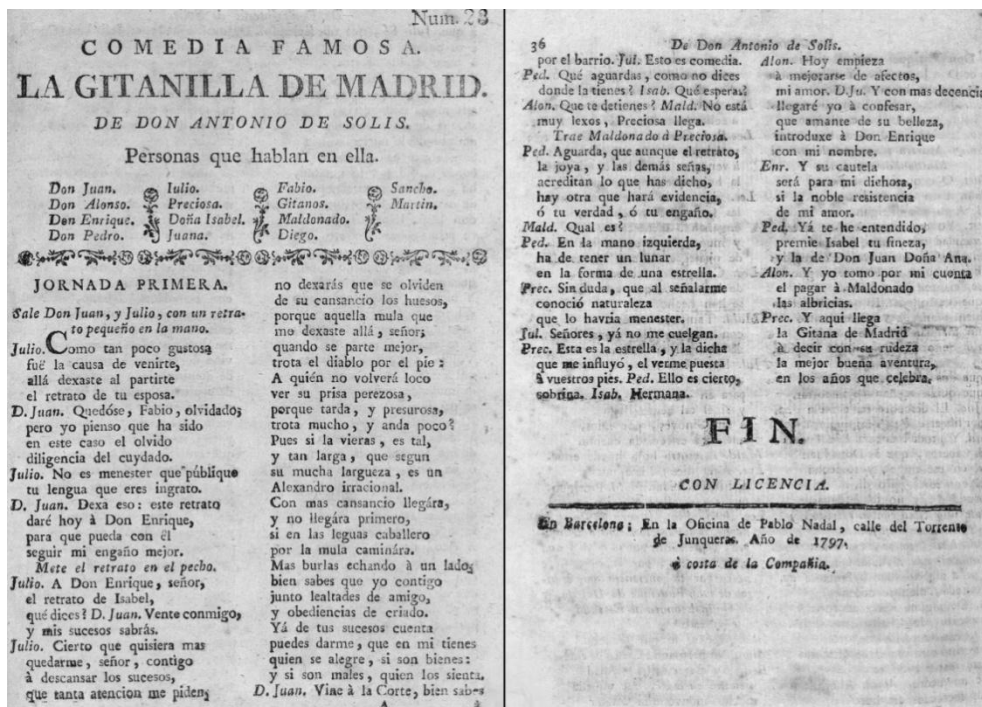 Num. 23
COMEDIA FAMOSA.
LA GITANILLA DE MADRID.
DE DON ANTONIO DE SOLIS.
Personas que hablan en ella.
Don Juan. Iulio. Fabio. Sancho.
Don Alonso. Preciosa. Gitanos. Martin.
Don Enrique. Doña Isabel. Maldonado.
Don Pedro. Juana. Diego.
JORNADA PRIMERA.
Sale Don Juan, y Julio, con un retra-
to pequeño en la mano.
Julio. Como tan poco gustosa
fué la causa de venirte,
allá dexaste al partirte
el retrato de tu esposa.
D. Juan. Quedóse, Fabio, olvidado;
pero yo pienso que ha sido
en este caso el olvido
diligencia del cuydado.
Julio. No es menester que publique
tu lengua que eres ingrato.
D. Juan. Dexa eso: este retrato
daré hoy à Don Enrique,
para que pueda con él
seguir mi engaño mejor.
Mete el retrato en el pecho.
Julio. A Don Enrique, señor,
el retrato de Isabel,
qué dices? D. Juan. Vente conmigo,
y mis sucesos sabrás.
Julio. Cierto que quisiera mas
quedarme, señor, contigo
à descansar los sucesos,
que tanta atencion me piden;
no dexarás que se olviden
de su cansancio los huesos,
porque aquella mula que
me dexaste allá, señor;
quando se parte mejor,
trota el diablo por el pie:
A quién no volverá loco
ver su prisa perezosa,
porque tarda, y presurosa,
trota mucho, y anda poco?
Pues si la vieras, es tal,
y tan larga, que segun
su mucha largueza, es un
Alexandro irracional.
Con mas cansancio llegára,
y no llegára primero,
si en las leguas caballero
por la mula caminára.
Mas burlas echando à un lado,
bien sabes que yo contigo
junto lealtades de amigo,
y obediencias de criado.
Yá de tus sucesos cuenta
puedes darme, que en mi tienes
quien se alegre, si son bienes:
y si son males, quien los sienta.
D. Juan. Vine à la Corte, bien sabes
A
36 De Don Antonio de Solis.
por el barrio. Jul. Esto es comedia.
Ped. Qué aguardas, como no dices
donde la tienes? Isab. Qué esperas?
Alon. Que te detienes? Mald. No está
muy lexos, Preciosa llega.
Trae Maldonado à Preciosa.
Ped. Aguarda, que aunque el retrato,
la joya, y las demás señas,
acreditan lo que has dicho,
hay otra que hará evidencia,
ó tu verdad, ó tu engaño.
Mald. Qual es?
Ped. En la mano izquierda,
ha de tener un lunar
en la forma de una estrella.
Prec. Sin duda, que al señalarme
conoció naturaleza
que lo havria menester.
Jul. Señores, yá no me cuelgan.
Prec. Esta es la estrella, y la dicha
que me influyó, el verme puesta
à vuestros pies. Ped. Ello es cierto,
sobrina. Isab. Hermana.
Alon. Hoy empieza
à mejorarse de afectos,
mi amor. D.Ju. Y con mas decencia
llegaré yo à confesar,
que amante de su belleza,
introduxe à Don Enrique
con mi nombre.
Enr. Y su cautela
será para mi dichosa,
si la noble resistencia
de mi amor.
Ped. Yá te he entendido;
premie Isabel tu fineza,
y la de Don Juan Doña Ana.
Alon. Y yo tomo por mi cuenta
el pagar à Maldonado
las albricias.
Prec. Y aqui llega
la Gitana de Madrid
à decir con su rudeza
la mejor buena aventura,
en los años que celebra.
FIN.
CON LICENCIA.
En Barcelona: En la Oficina de Pablo Nadal, calle del Torrente
de Junqueras. Año de 1797,
à costa de la Compañia.